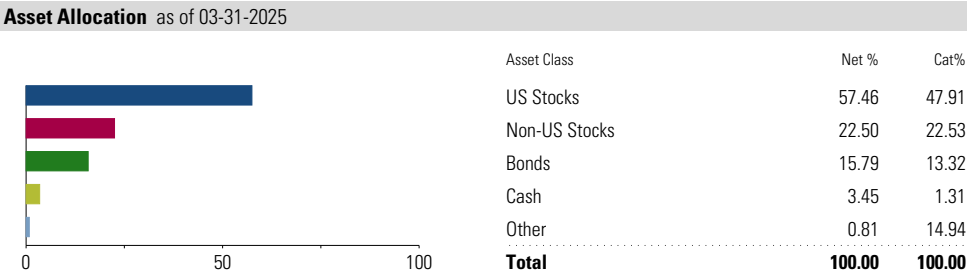 Asset Allocation as of 03-31-2025
Asset Class Net % Cat%
US Stocks 57.46 47.91
Non-US Stocks 22.50 22.53
Bonds 15.79 13.32
Cash 3.45 1.31
Other 0.81 14.94
Total 100.00 100.00
0 50 100